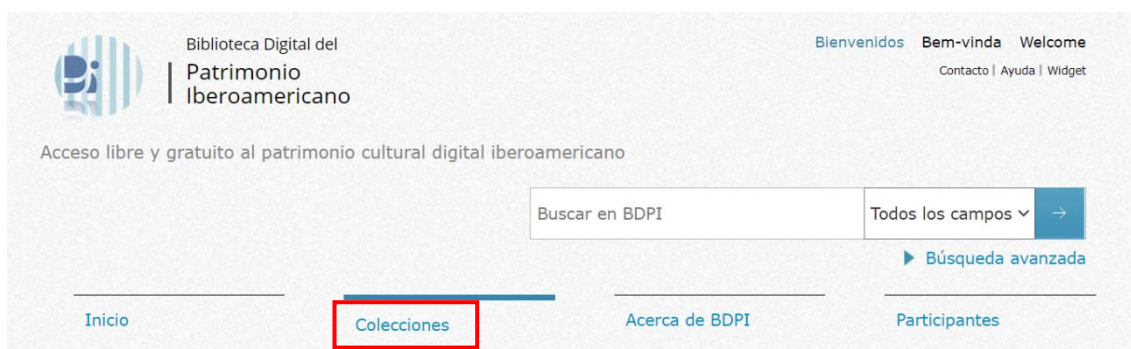 Biblioteca Digital del
Patrimonio
Iberoamericano
Bienvenidos Bem-vinda Welcome
Contacto | Ayuda | Widget
Acceso libre y gratuito al patrimonio cultural digital iberoamericano
Buscar en BDPI Todos los campos
Búsqueda avanzada
Inicio Colecciones Acerca de BDPI Participantes